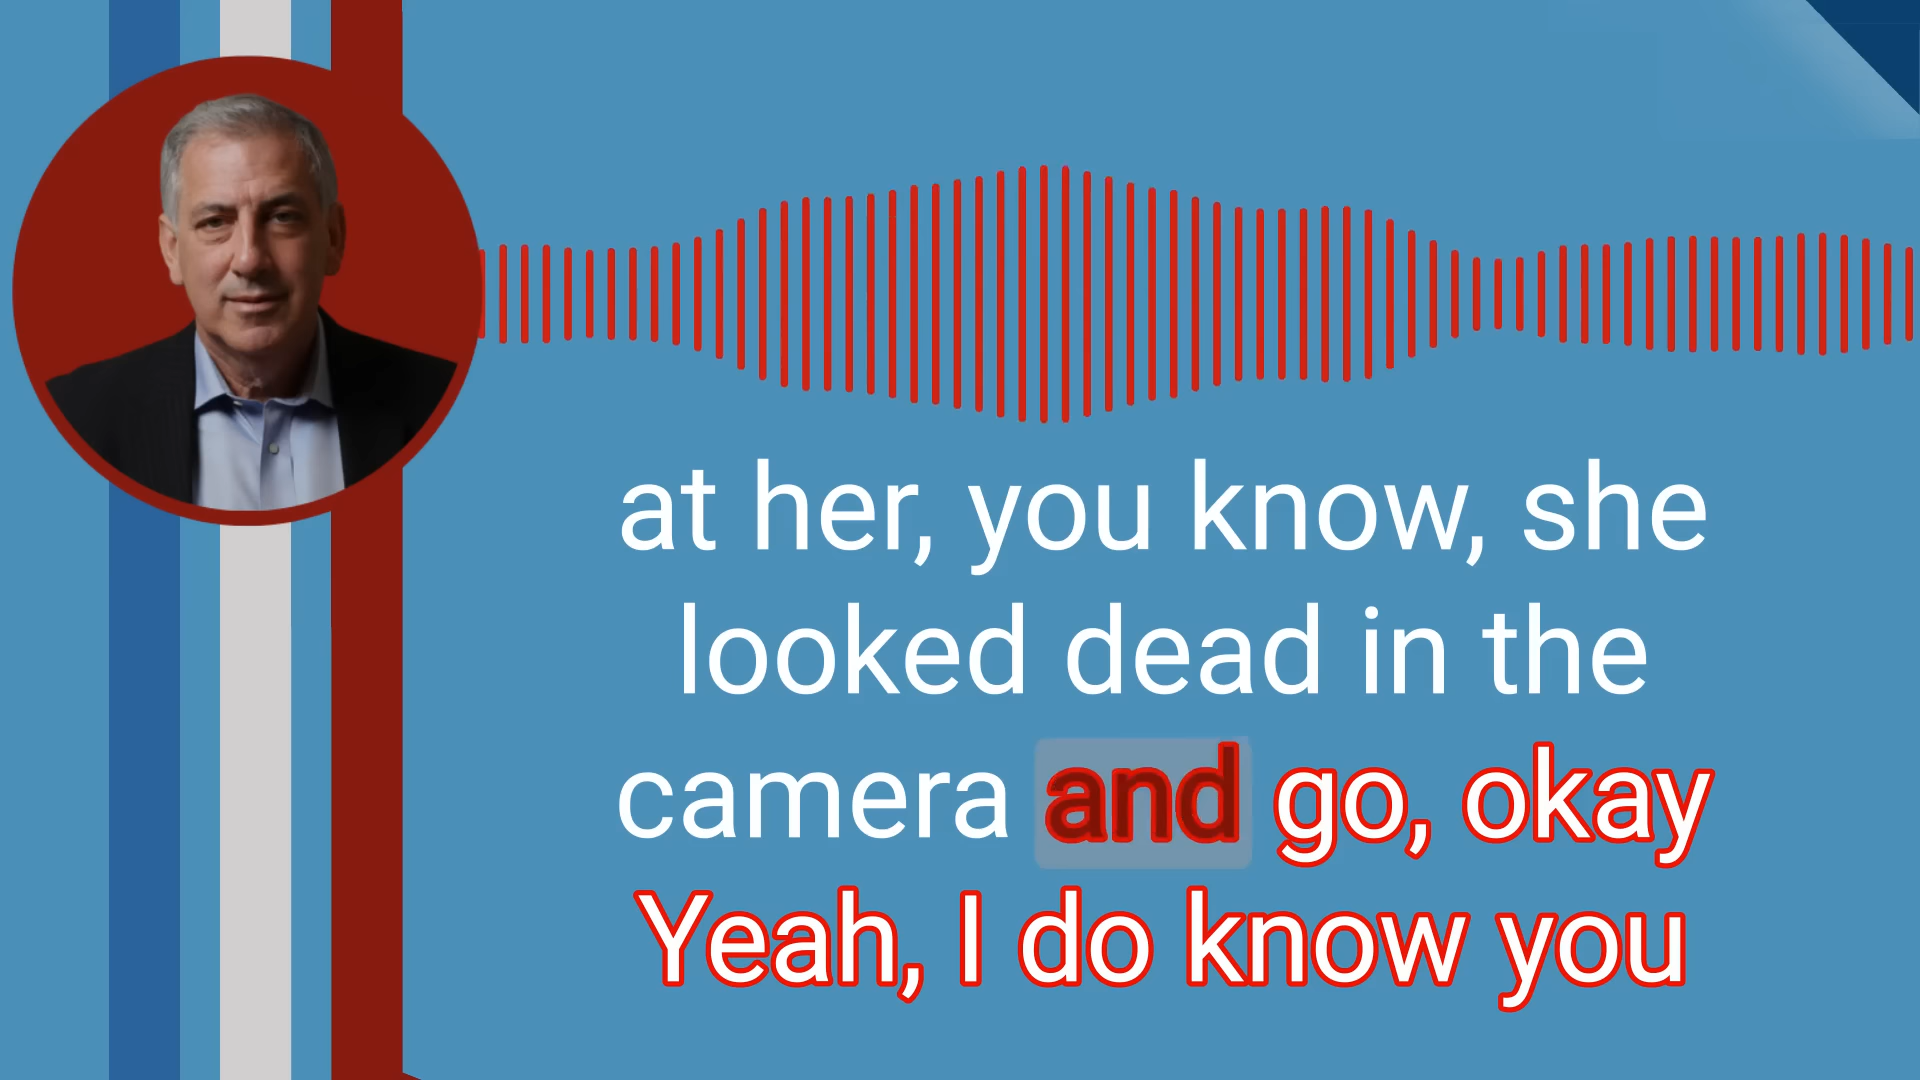 at her, you know, she
looked dead in the
camera and go, okay
Yeah, I do know you